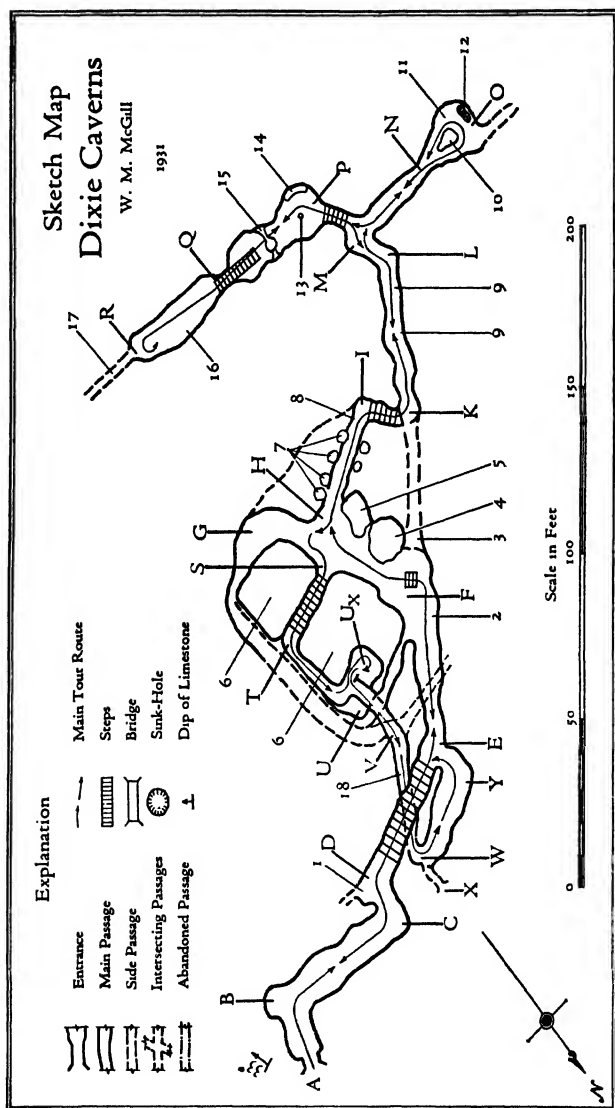 Sketch Map
Dixie Caverns
W. M. McGill
1931
Explanation
Entrance
Main Passage
Side Passage
Intersecting Passages
Abandoned Passage
Main Tour Route
Steps
Bridge
Sink-Hole
Dip of Limestone
A
B
C
D
1
E
F
2
3
4
5
G
H
7
8
I
K
9
9
L
M
N
10
11
12
O
P
13
14
15
Q
16
R
17
S
6
T
6
U
Ux
V
18
W
X
Y
N
0
50
100
150
200
Scale in Feet